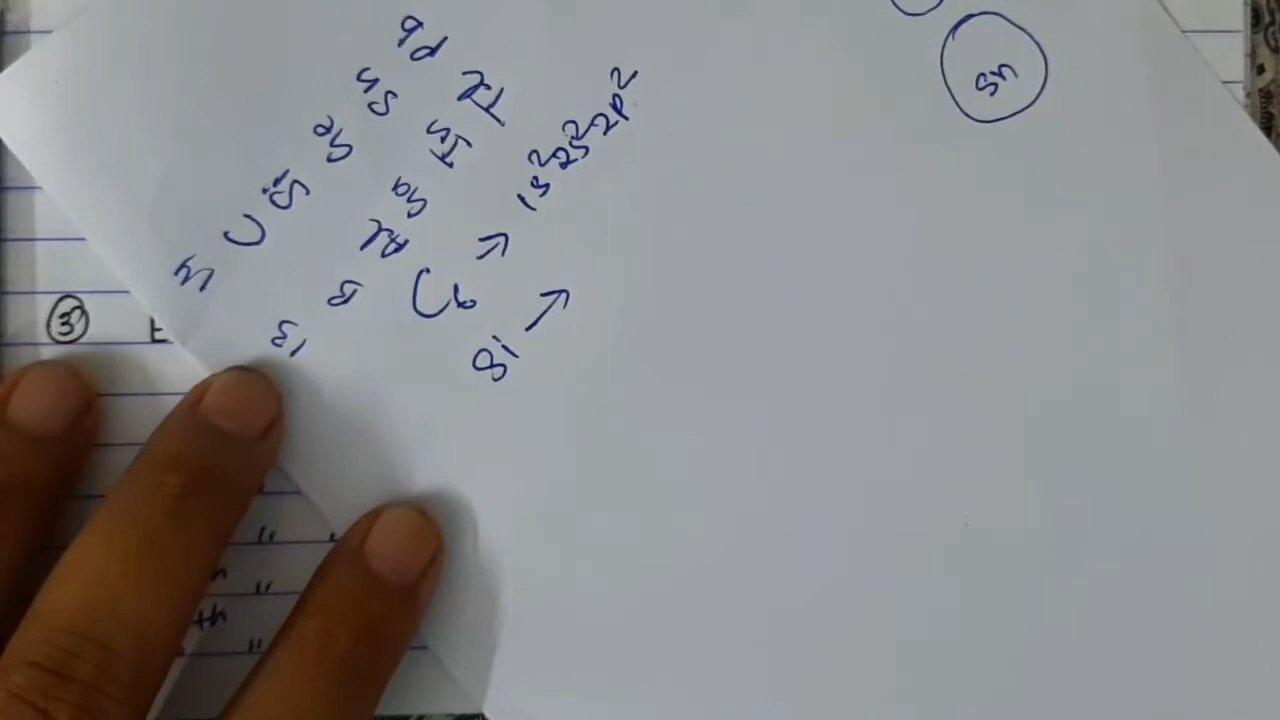 14 C Si Ge Sn Pb
13 B Al Ga In Tl
C6 → 1s²2s²2p²
Si →
Sn
3